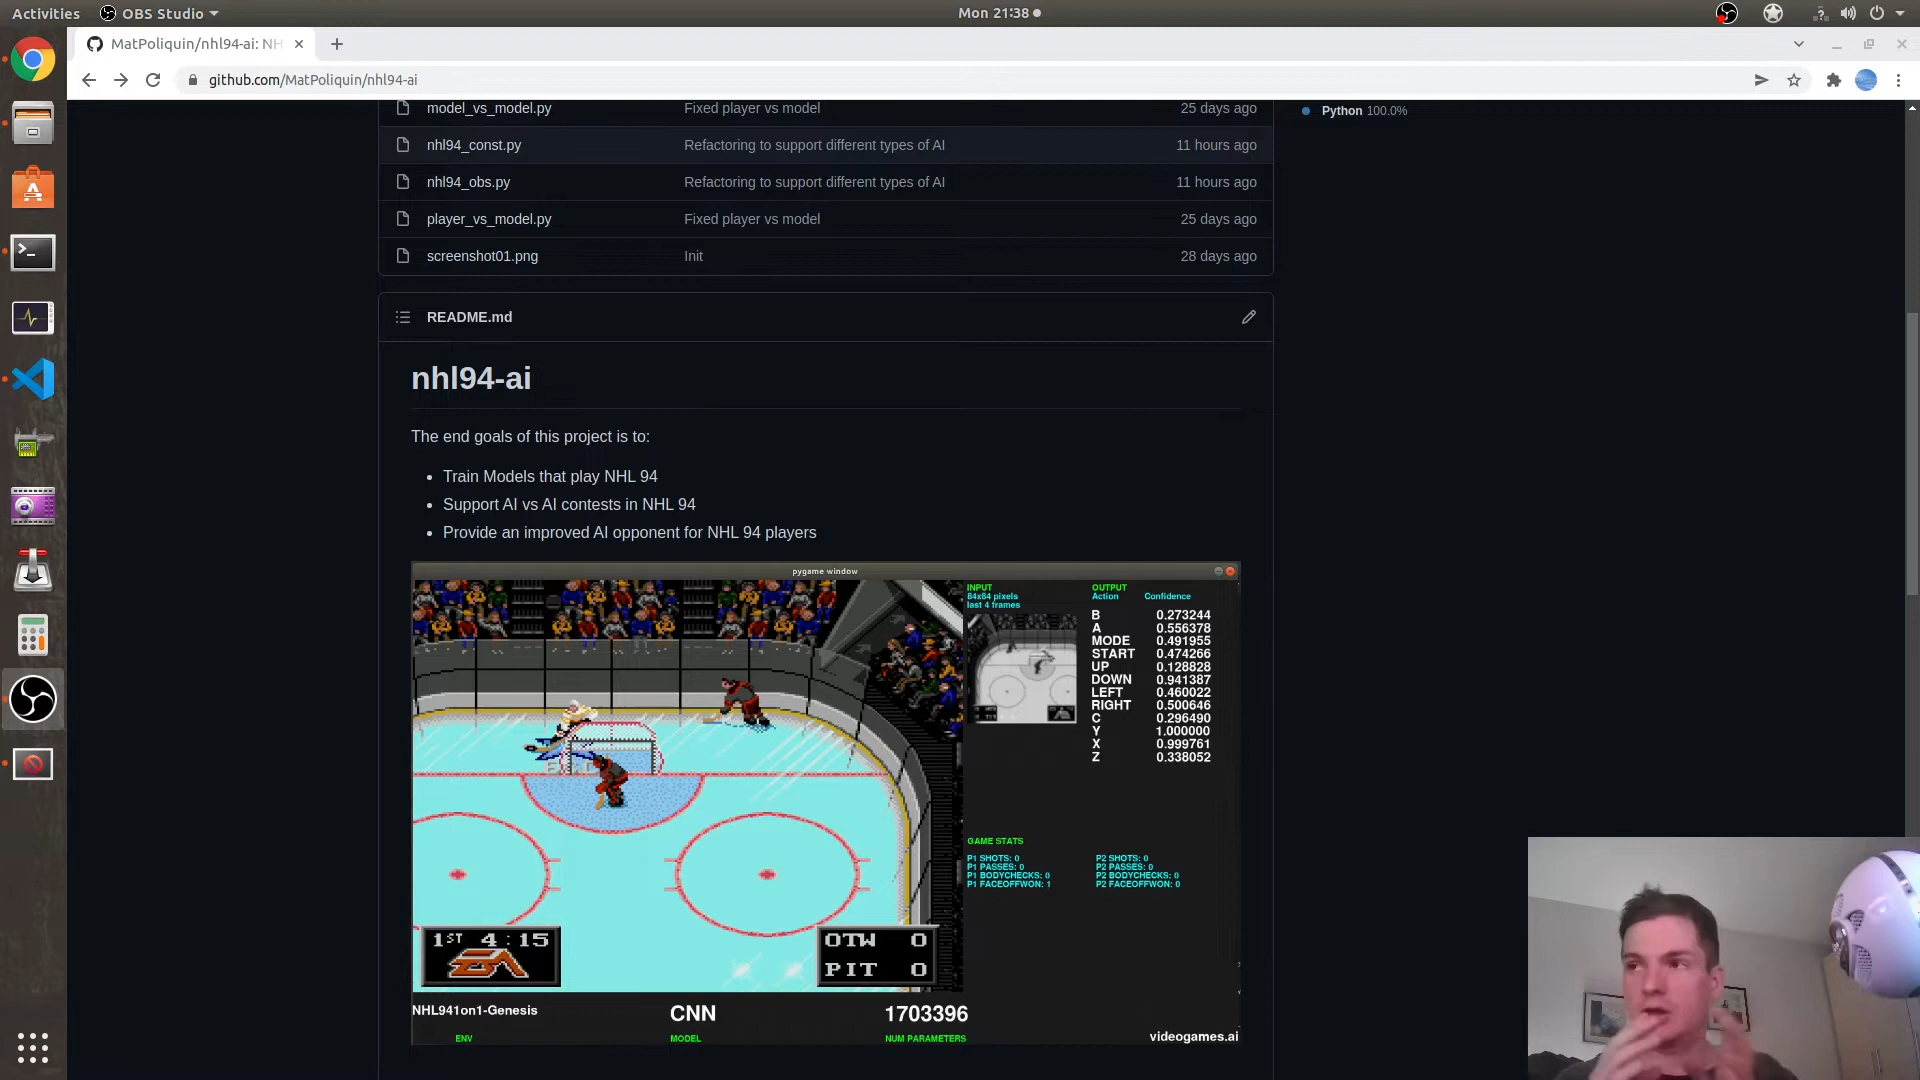 Activities
OBS Studio
Mon 21:38
MatPoliquin/nhl94-ai: NH
github.com/MatPoliquin/nhl94-ai
model_vs_model.py Fixed player vs model 25 days ago
Python 100.0%
nhl94_const.py Refactoring to support different types of AI 11 hours ago
nhl94_obs.py Refactoring to support different types of AI 11 hours ago
player_vs_model.py Fixed player vs model 25 days ago
screenshot01.png Init 28 days ago
README.md
nhl94-ai
The end goals of this project is to:
Train Models that play NHL 94
Support AI vs AI contests in NHL 94
Provide an improved AI opponent for NHL 94 players
pygame window
INPUT
84x84 pixels
last 4 frames
OUTPUT
Action Confidence
B 0.273244
A 0.556378
MODE 0.491955
START 0.474266
UP 0.128828
DOWN 0.941387
LEFT 0.460022
RIGHT 0.500646
C 0.296490
Y 1.000000
X 0.999761
Z 0.338052
GAME STATS
P1 SHOTS: 0 P2 SHOTS: 0
P1 PASSES: 0 P2 PASSES: 0
P1 BODYCHECKS: 0 P2 BODYCHECKS: 0
P1 FACEOFFWON: 1 P2 FACEOFFWON: 0
1ST 4:15
EA
OTW 0
PIT 0
NHL941on1-Genesis CNN 1703396
ENV MODEL NUM PARAMETERS
videogames.ai